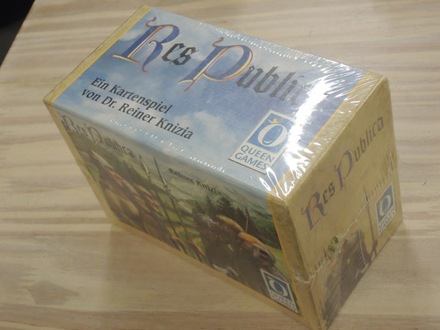 Res Publica
Ein Kartenspiel
von Dr. Reiner Knizia
QUEEN
GAMES
Res Publica
Reiner Knizia
Res Publica